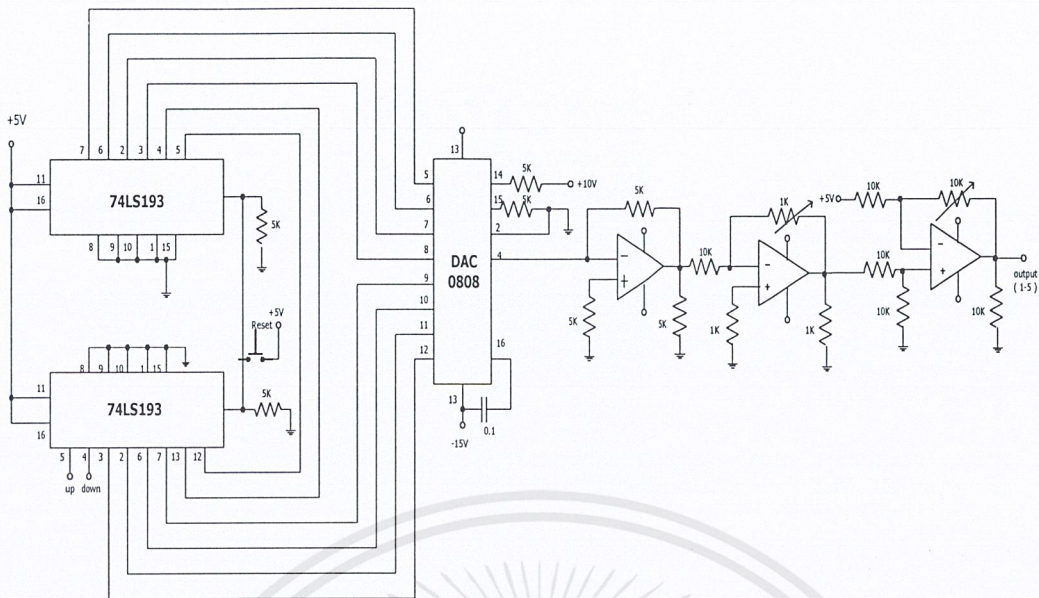 +5V
7 6 2 3 4 5
11
16
74LS193
8 9 10 1 15
5K
+5V
Reset
8 9 10 1 15
11
16
74LS193
5K
5 4 3 2 6 7 13 12
up down
13
5
6
7
8
9
10
11
12
DAC
0808
14
15
2
4
16
13
-15V
0.1
5K
+10V
5K
5K
−
+
5K
5K
10K
1K
−
+
1K
1K
+5V
10K
10K
10K
−
+
10K
10K
output
( 1-5 )